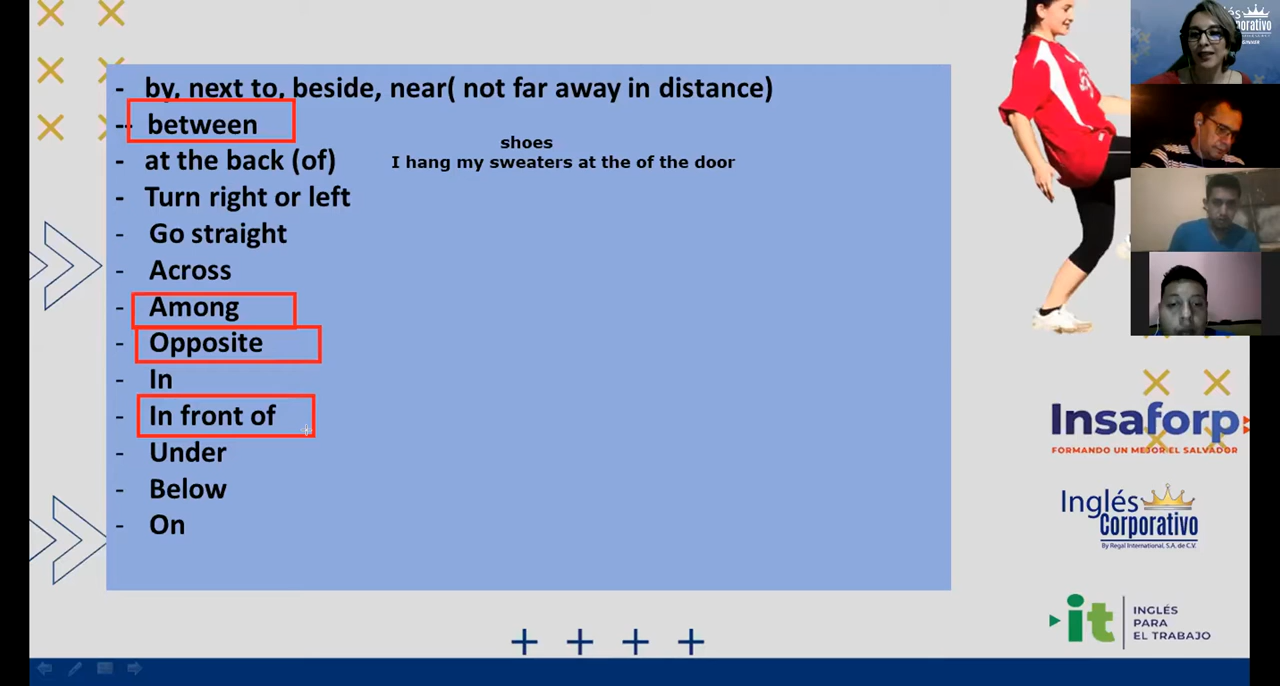 - by, next to, beside, near( not far away in distance)
- between
- at the back (of)
shoes
I hang my sweaters at the of the door
- Turn right or left
- Go straight
- Across
- Among
- Opposite
- In
- In front of
- Under
- Below
- On
Insaforp
FORMANDO UN MEJOR EL SALVADOR
Inglés
Corporativo
By Regal International, S.A. de C.V.
it
INGLÉS
PARA
EL TRABAJO